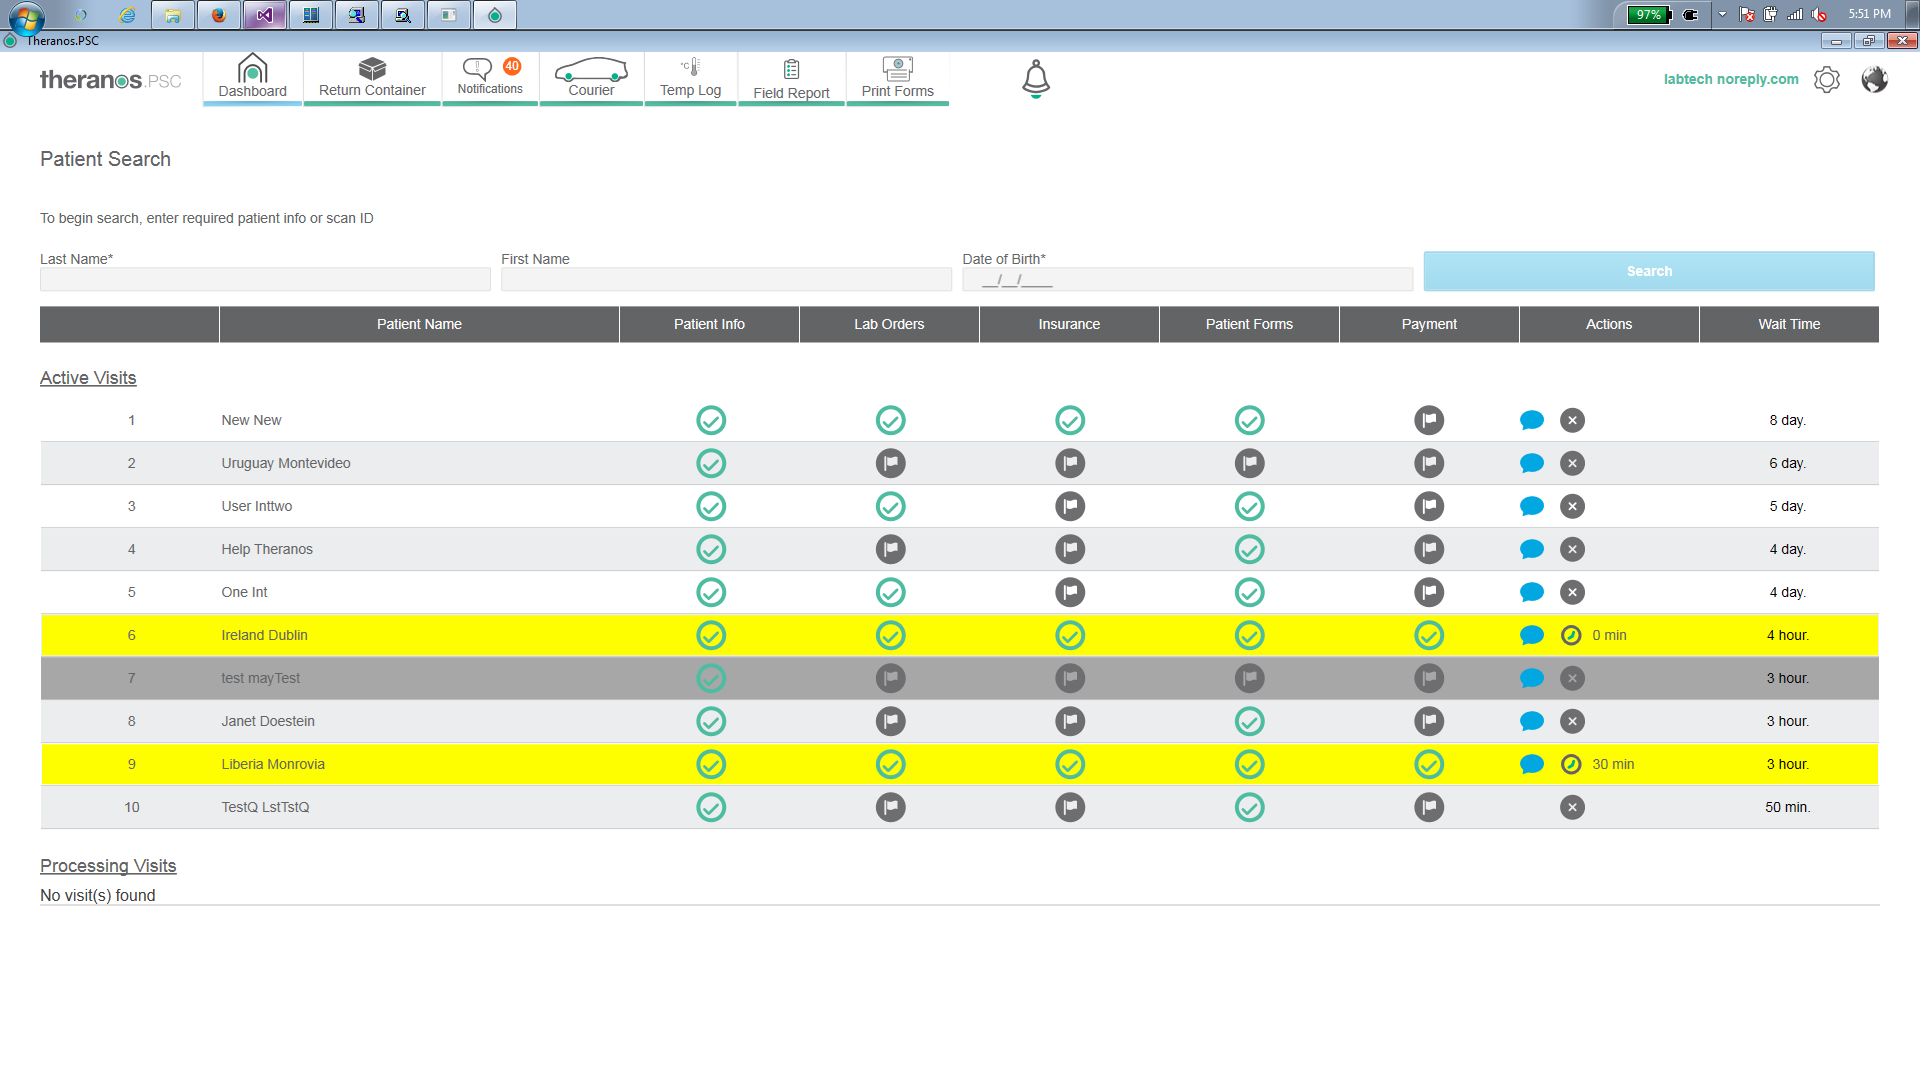 97%
5:51 PM
Theranos.PSC
theranos.PSC
Dashboard
Return Container
40
Notifications
Courier
°C
Temp Log
Field Report
Print Forms
labtech noreply.com
Patient Search
To begin search, enter required patient info or scan ID
Last Name* First Name Date of Birth*
__/__/____
Search
Patient Name Patient Info Lab Orders Insurance Patient Forms Payment Actions Wait Time
Active Visits
1 New New 8 day.
2 Uruguay Montevideo 6 day.
3 User Inttwo 5 day.
4 Help Theranos 4 day.
5 One Int 4 day.
6 Ireland Dublin 0 min 4 hour.
7 test mayTest 3 hour.
8 Janet Doestein 3 hour.
9 Liberia Monrovia 30 min 3 hour.
10 TestQ LstTstQ 50 min.
Processing Visits
No visit(s) found